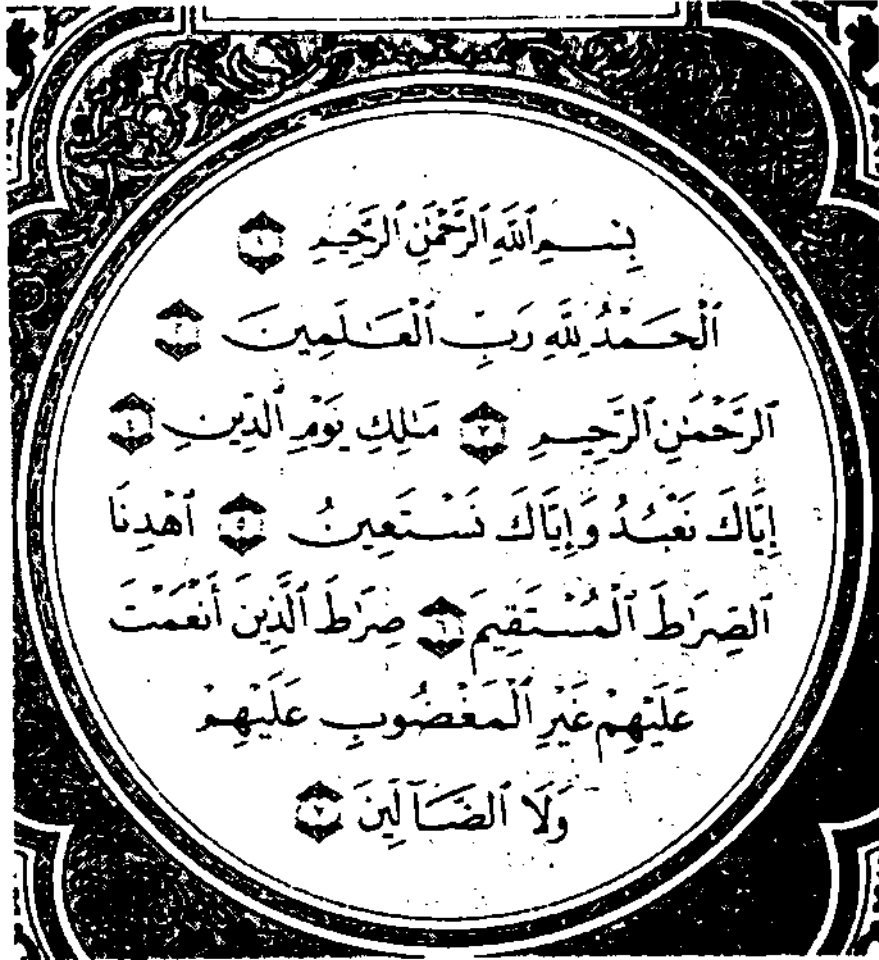 بِسْمِ ٱللَّهِ ٱلرَّحْمَٰنِ ٱلرَّحِيمِ ١
ٱلْحَمْدُ لِلَّهِ رَبِّ ٱلْعَٰلَمِينَ ٢
ٱلرَّحْمَٰنِ ٱلرَّحِيمِ ٣ مَٰلِكِ يَوْمِ ٱلدِّينِ ٤
إِيَّاكَ نَعْبُدُ وَإِيَّاكَ نَسْتَعِينُ ٥ ٱهْدِنَا
ٱلصِّرَٰطَ ٱلْمُسْتَقِيمَ ٦ صِرَٰطَ ٱلَّذِينَ أَنْعَمْتَ
عَلَيْهِمْ غَيْرِ ٱلْمَغْضُوبِ عَلَيْهِمْ
وَلَا ٱلضَّآلِّينَ ٧